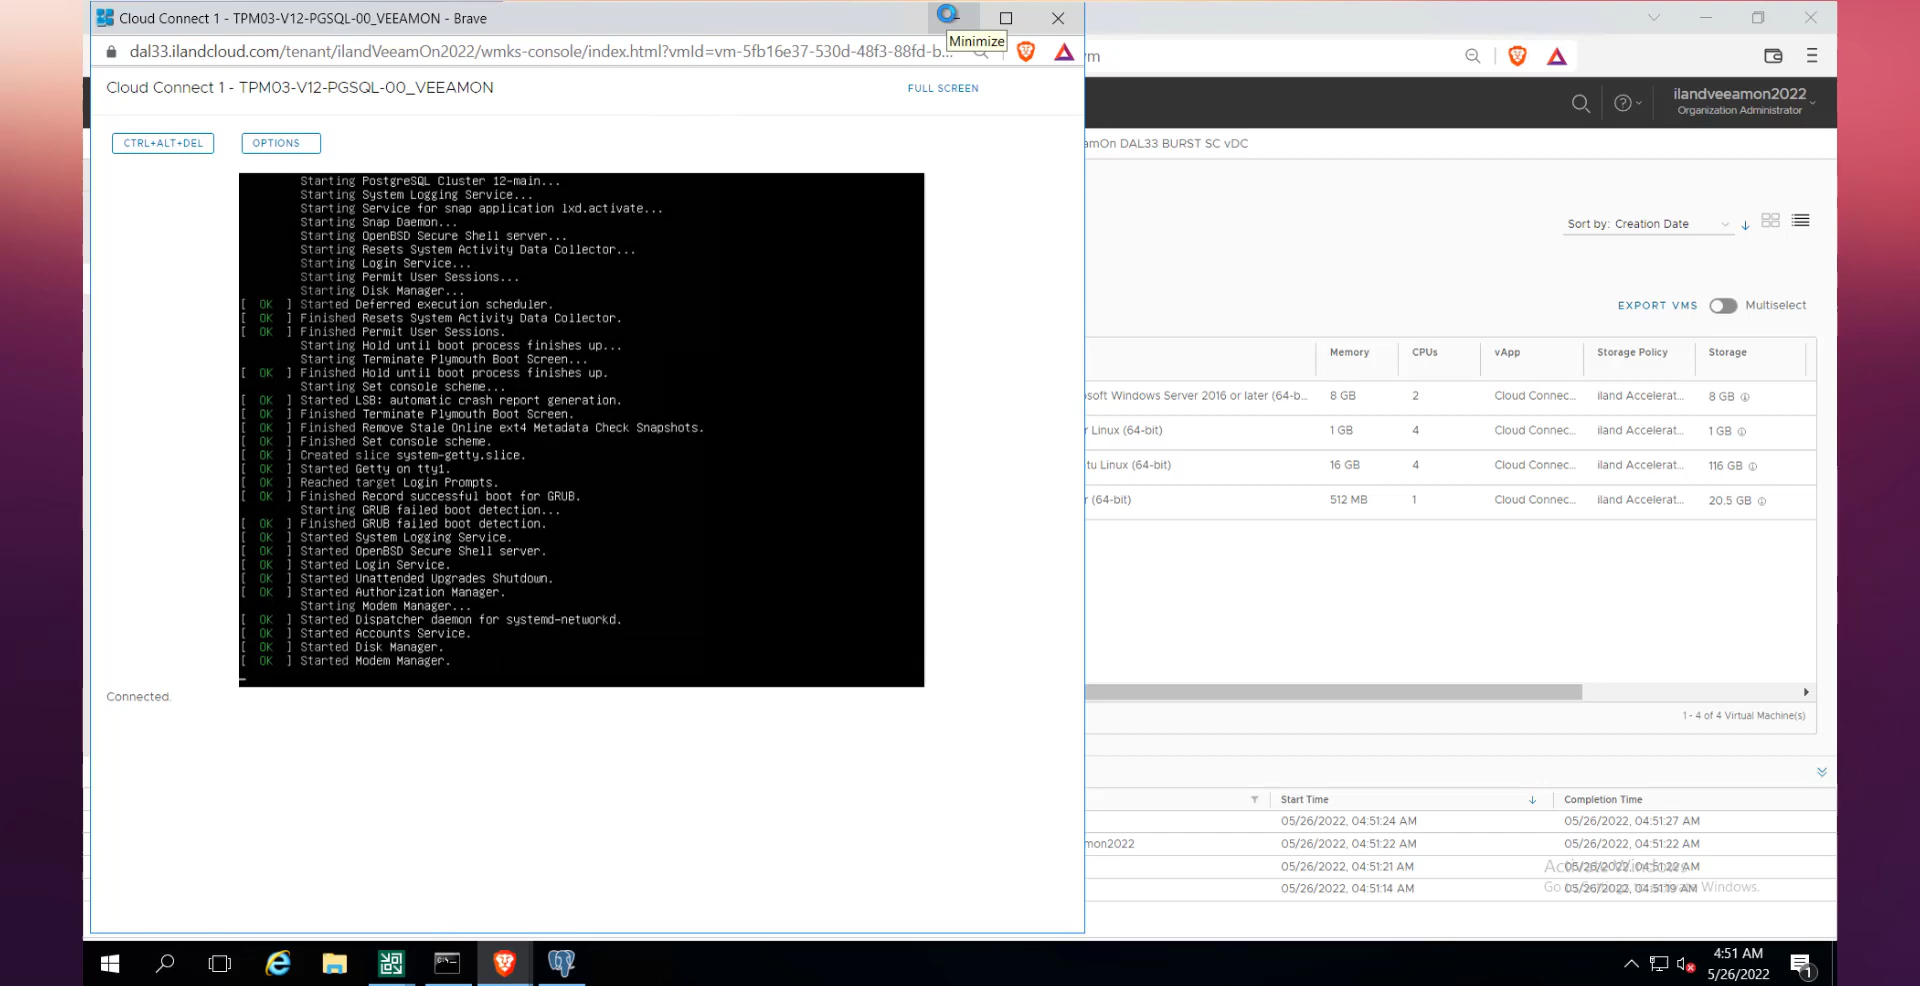 Cloud Connect 1 - TPM03-V12-PGSQL-00_VEEAMON - Brave
Minimize
dal33.ilandcloud.com/tenant/ilandVeeamOn2022/wmks-console/index.html?vmId=vm-5fb16e37-530d-48f3-88fd-b...
Cloud Connect 1 - TPM03-V12-PGSQL-00_VEEAMON
FULL SCREEN
CTRL+ALT+DEL
OPTIONS
Starting PostgreSQL Cluster 12-main...
Starting System Logging Service...
Starting Service for snap application lxd.activate...
Starting Snap Daemon...
Starting OpenBSD Secure Shell server...
Starting Resets System Activity Data Collector...
Starting Login Service...
Starting Permit User Sessions...
Starting Disk Manager...
[ OK ] Started Deferred execution scheduler.
[ OK ] Finished Resets System Activity Data Collector.
[ OK ] Finished Permit User Sessions.
Starting Hold until boot process finishes up...
Starting Terminate Plymouth Boot Screen...
[ OK ] Finished Hold until boot process finishes up.
Starting Set console scheme...
[ OK ] Started LSB: automatic crash report generation.
[ OK ] Finished Terminate Plymouth Boot Screen.
[ OK ] Finished Remove Stale Online ext4 Metadata Check Snapshots.
[ OK ] Finished Set console scheme.
[ OK ] Created slice system-getty.slice.
[ OK ] Started Getty on tty1.
[ OK ] Reached target Login Prompts.
[ OK ] Finished Record successful boot for GRUB.
Starting GRUB failed boot detection...
[ OK ] Finished GRUB failed boot detection.
[ OK ] Started System Logging Service.
[ OK ] Started OpenBSD Secure Shell server.
[ OK ] Started Login Service.
[ OK ] Started Unattended Upgrades Shutdown.
[ OK ] Started Authorization Manager.
Starting Modem Manager...
[ OK ] Started Dispatcher daemon for systemd-networkd.
[ OK ] Started Accounts Service.
[ OK ] Started Disk Manager.
[ OK ] Started Modem Manager.
Connected.
m
ilandveeamon2022
Organization Administrator
amOn DAL33 BURST SC vDC
Sort by: Creation Date
EXPORT VMS Multiselect
Memory CPUs vApp Storage Policy Storage
soft Windows Server 2016 or later (64-b... 8 GB 2 Cloud Connec... iland Accelerat... 8 GB
r Linux (64-bit) 1 GB 4 Cloud Connec... iland Accelerat... 1 GB
tu Linux (64-bit) 16 GB 4 Cloud Connec... iland Accelerat... 116 GB
r (64-bit) 512 MB 1 Cloud Connec... iland Accelerat... 20.5 GB
1 - 4 of 4 Virtual Machine(s)
Start Time Completion Time
05/26/2022, 04:51:24 AM 05/26/2022, 04:51:27 AM
mon2022 05/26/2022, 04:51:22 AM 05/26/2022, 04:51:22 AM
05/26/2022, 04:51:21 AM 05/26/2022, 04:51:22 AM
05/26/2022, 04:51:14 AM 05/26/2022, 04:51:19 AM
Activate Windows
Go to Settings to activate Windows.
4:51 AM
5/26/2022
1